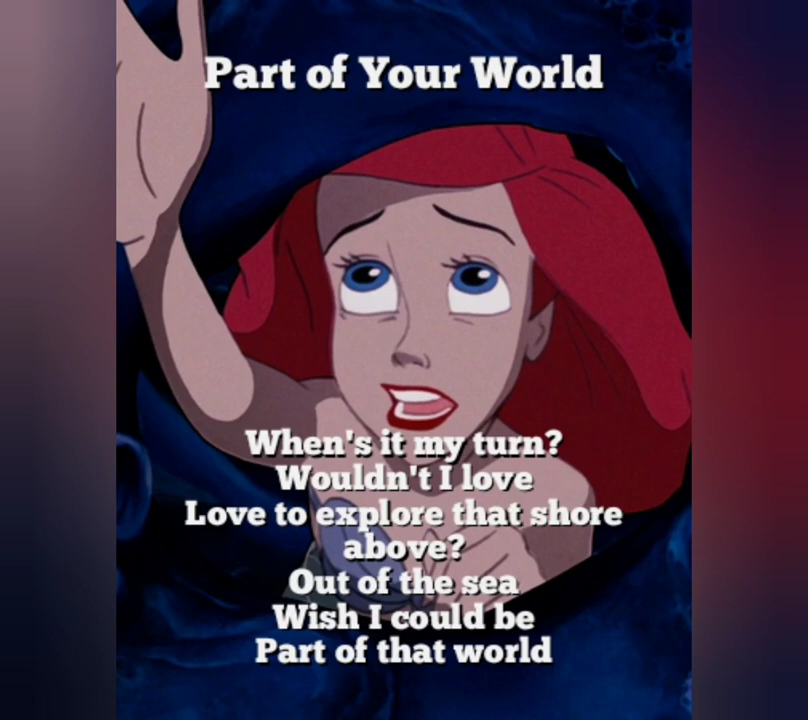 Part of Your World
When's it my turn?
Wouldn't I love
Love to explore that shore
above?
Out of the sea
Wish I could be
Part of that world